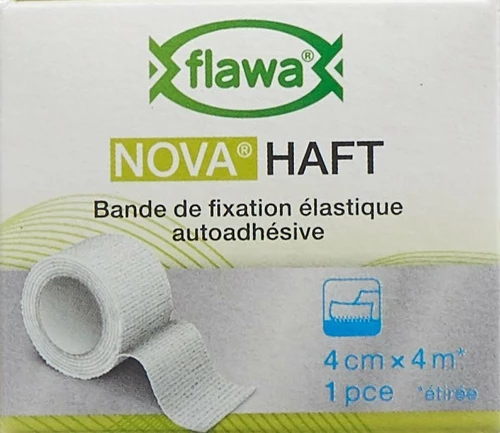 flawa®
NOVA® HAFT
Bande de fixation élastique
autoadhésive
4 cm x 4 m*
1 pce *étirée